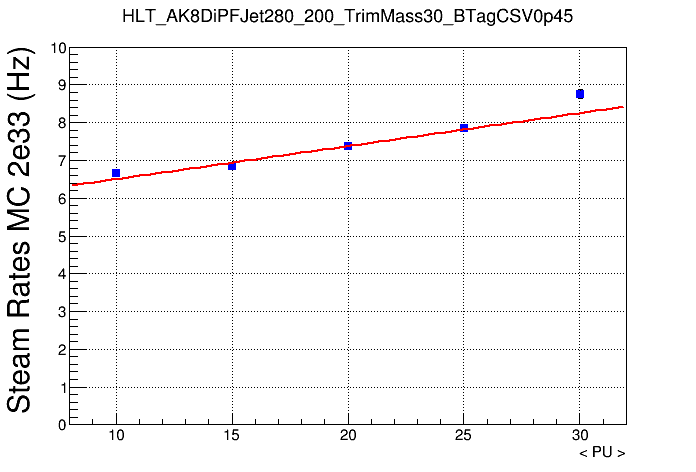 HLT_AK8DiPFJet280_200_TrimMass30_BTagCSV0p45
Steam Rates MC 2e33 (Hz)
10
9
8
7
6
5
4
3
2
1
0
10 15 20 25 30
< PU >